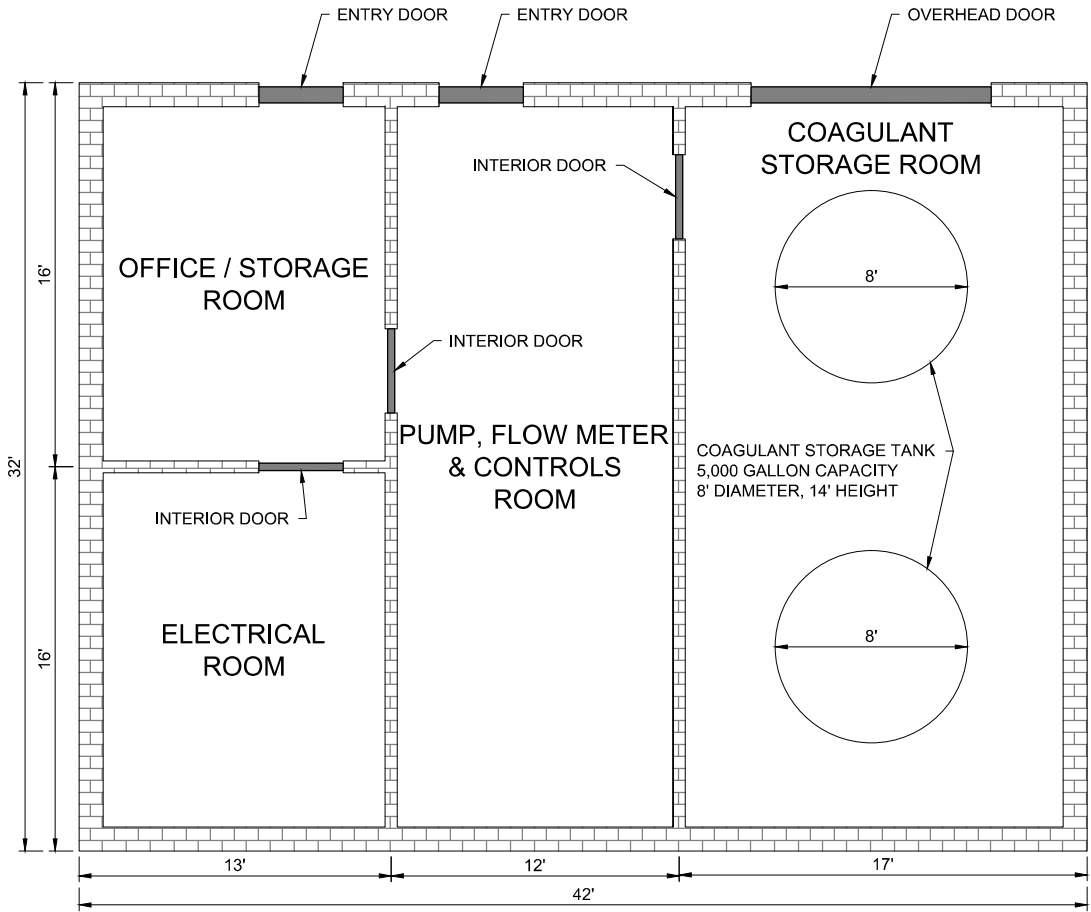 ENTRY DOOR
ENTRY DOOR
OVERHEAD DOOR
COAGULANT
STORAGE ROOM
INTERIOR DOOR
OFFICE / STORAGE
ROOM
8'
16'
INTERIOR DOOR
PUMP, FLOW METER
& CONTROLS
ROOM
COAGULANT STORAGE TANK
5,000 GALLON CAPACITY
8' DIAMETER, 14' HEIGHT
32'
INTERIOR DOOR
ELECTRICAL
ROOM
8'
16'
13'
12'
17'
42'